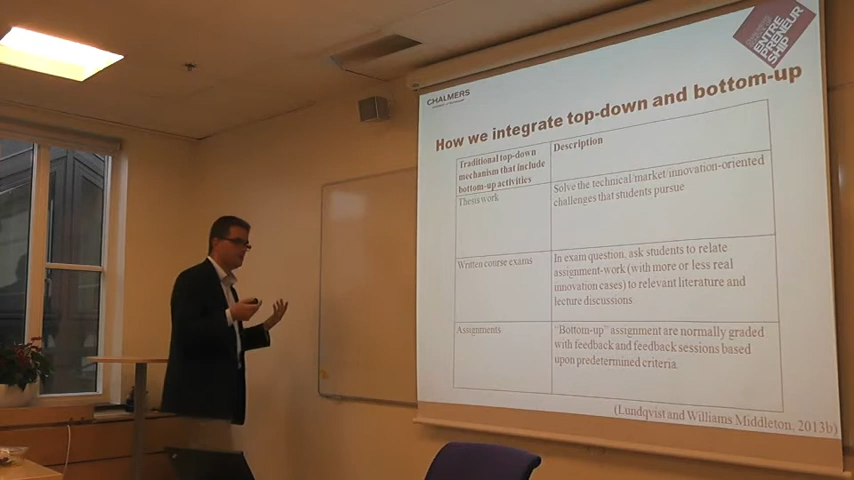 CHALMERS
ENTRE
PRENEUR
SHIP
How we integrate top-down and bottom-up
Traditional top-down
mechanism that include
bottom-up activities
Description
Thesis work
Solve the technical/market/innovation-oriented
challenges that students pursue
Written course exams
In exam question, ask students to relate
assignment-work (with more or less real
innovation cases) to relevant literature and
lecture discussions
Assignments
“Bottom-up” assignment are normally graded
with feedback and feedback sessions based
upon predetermined criteria.
(Lundqvist and Williams Middleton, 2013b)